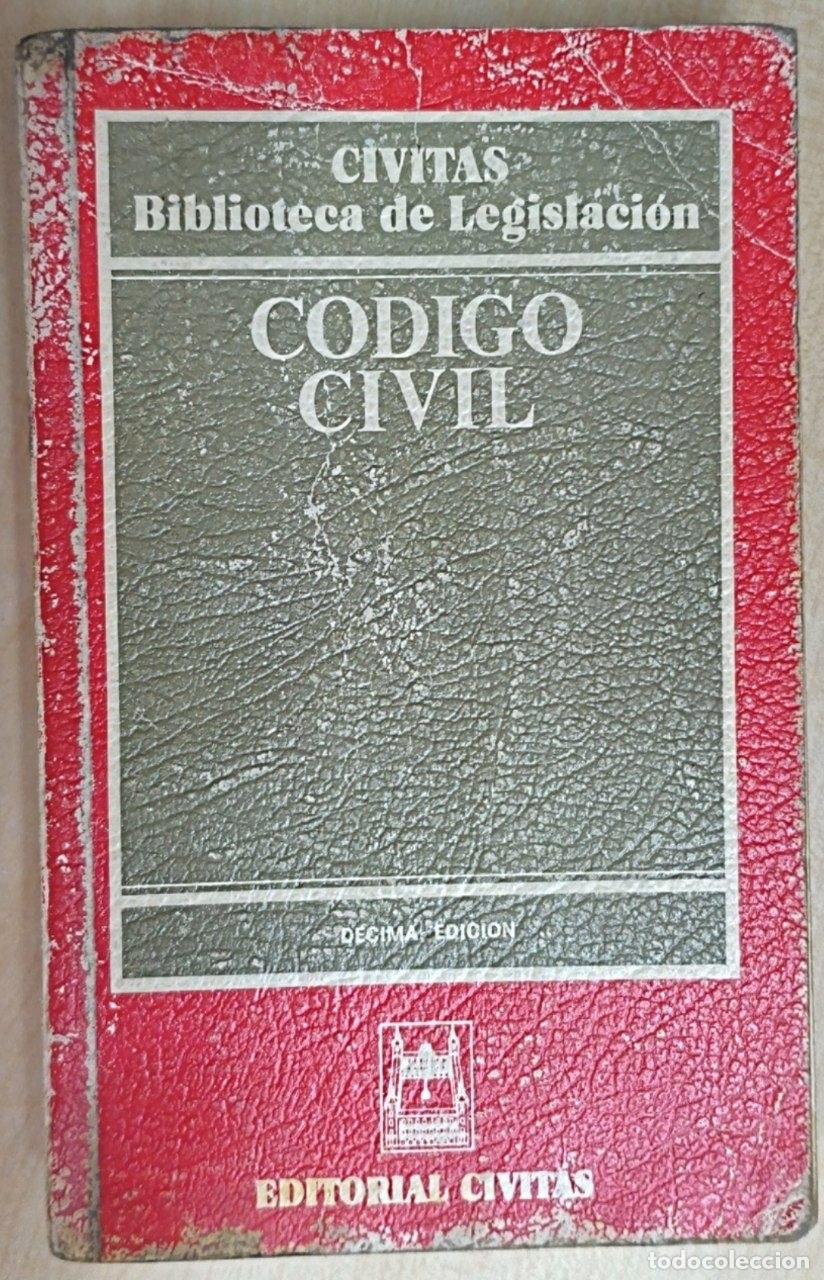 CIVITAS
Biblioteca de Legislación
CODIGO
CIVIL
DECIMA EDICION
EDITORIAL CIVITAS
todocoleccion